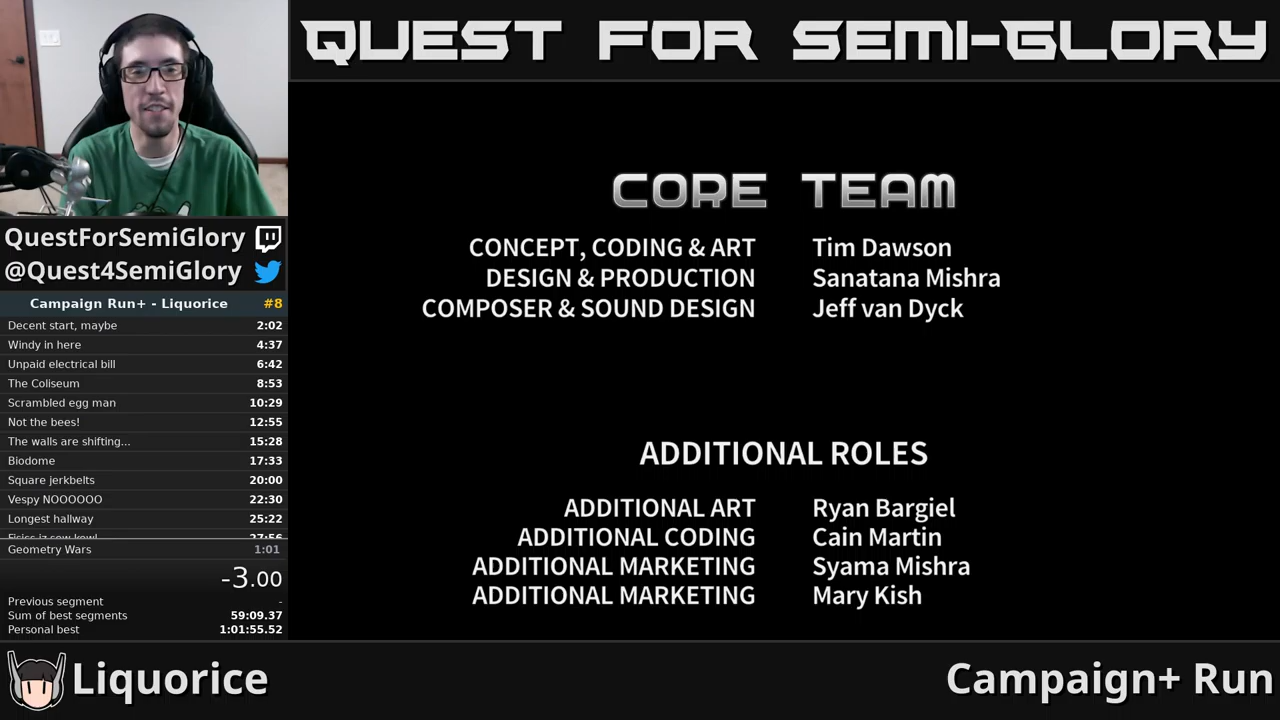 QUEST FOR SEMI-GLORY
QuestForSemiGlory
@Quest4SemiGlory
Campaign Run+ - Liquorice #8
Decent start, maybe 2:02
Windy in here 4:37
Unpaid electrical bill 6:42
The Coliseum 8:53
Scrambled egg man 10:29
Not the bees! 12:55
The walls are shifting... 15:28
Biodome 17:33
Square jerkbelts 20:00
Vespy NOOOOOO 22:30
Longest hallway 25:22
Geometry Wars 1:01
-3.00
Previous segment -
Sum of best segments 59:09.37
Personal best 1:01:55.52
CORE TEAM
CONCEPT, CODING & ART Tim Dawson
DESIGN & PRODUCTION Sanatana Mishra
COMPOSER & SOUND DESIGN Jeff van Dyck
ADDITIONAL ROLES
ADDITIONAL ART Ryan Bargiel
ADDITIONAL CODING Cain Martin
ADDITIONAL MARKETING Syama Mishra
ADDITIONAL MARKETING Mary Kish
Liquorice
Campaign+ Run